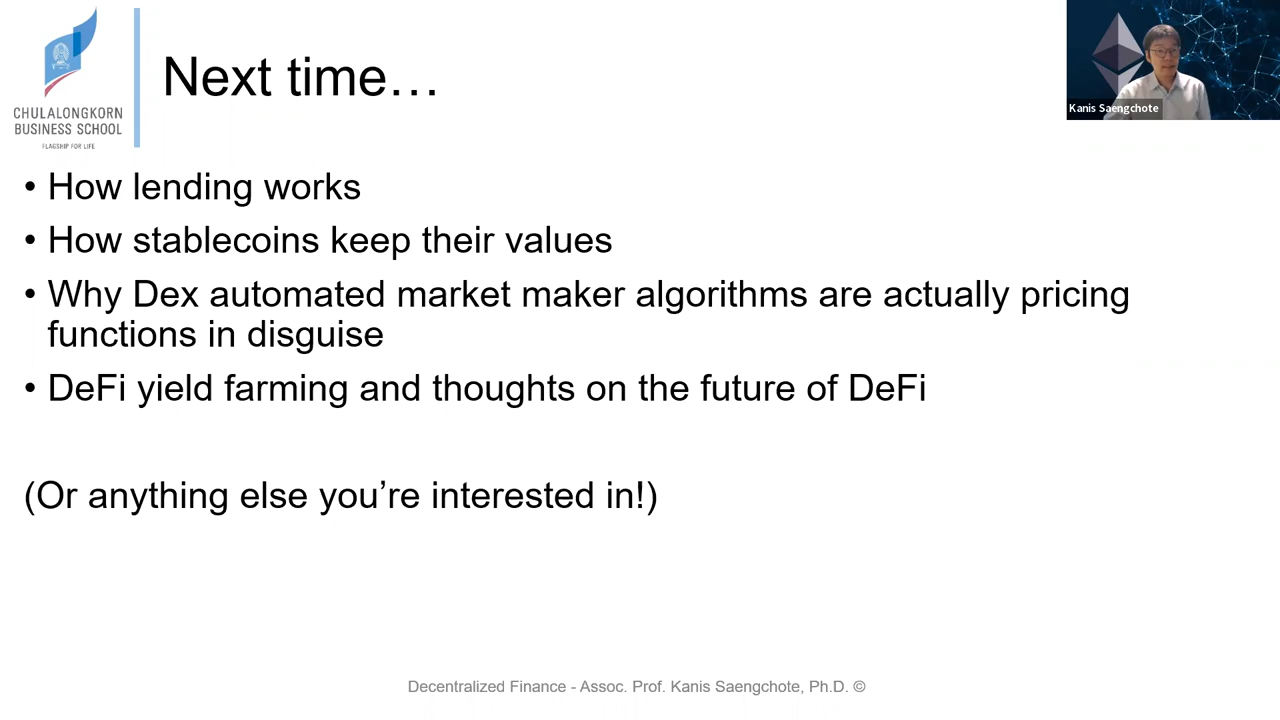 CHULALONGKORN
BUSINESS SCHOOL
FLAGSHIP FOR LIFE
Next time…
Kanis Saengchote
• How lending works
• How stablecoins keep their values
• Why Dex automated market maker algorithms are actually pricing
functions in disguise
• DeFi yield farming and thoughts on the future of DeFi
(Or anything else you’re interested in!)
Decentralized Finance - Assoc. Prof. Kanis Saengchote, Ph.D. ©